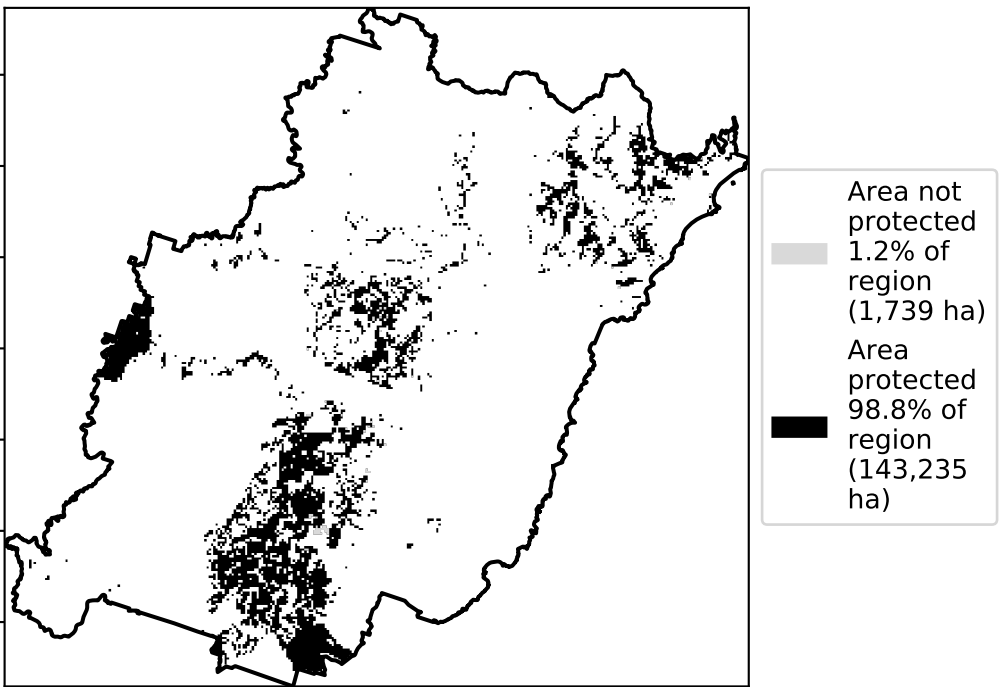 Area not
protected
1.2% of
region
(1,739 ha)
Area
protected
98.8% of
region
(143,235
ha)